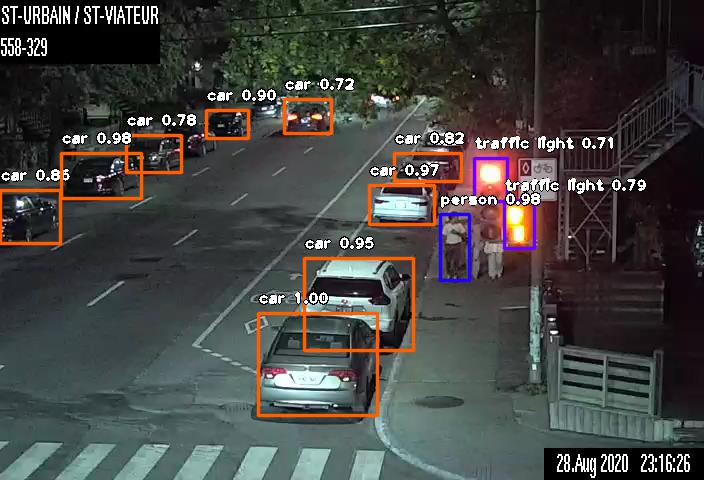 ST-URBAIN / ST-VIATEUR
558-329
car 0.72
car 0.90
car 0.78
car 0.98
car 0.82
traffic light 0.71
car 0.97
car 0.86
traffic light 0.79
person 0.98
car 0.95
car 1.00
28.Aug 2020 23:16:26